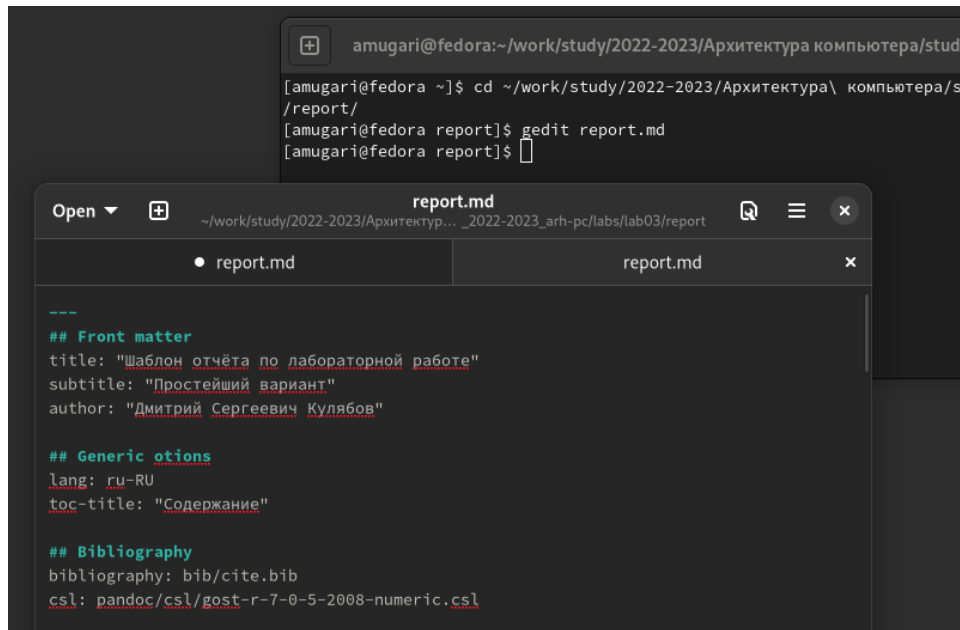 amugari@fedora:~/work/study/2022-2023/Архитектура компьютера/stud
[amugari@fedora ~]$ cd ~/work/study/2022-2023/Архитектура\ компьютера/s
/report/
[amugari@fedora report]$ gedit report.md
[amugari@fedora report]$
Open
report.md
~/work/study/2022-2023/Архитектур… _2022-2023_arh-pc/labs/lab03/report
report.md
report.md
---
## Front matter
title: "Шаблон отчёта по лабораторной работе"
subtitle: "Простейший вариант"
author: "Дмитрий Сергеевич Кулябов"
## Generic otions
lang: ru-RU
toc-title: "Содержание"
## Bibliography
bibliography: bib/cite.bib
csl: pandoc/csl/gost-r-7-0-5-2008-numeric.csl